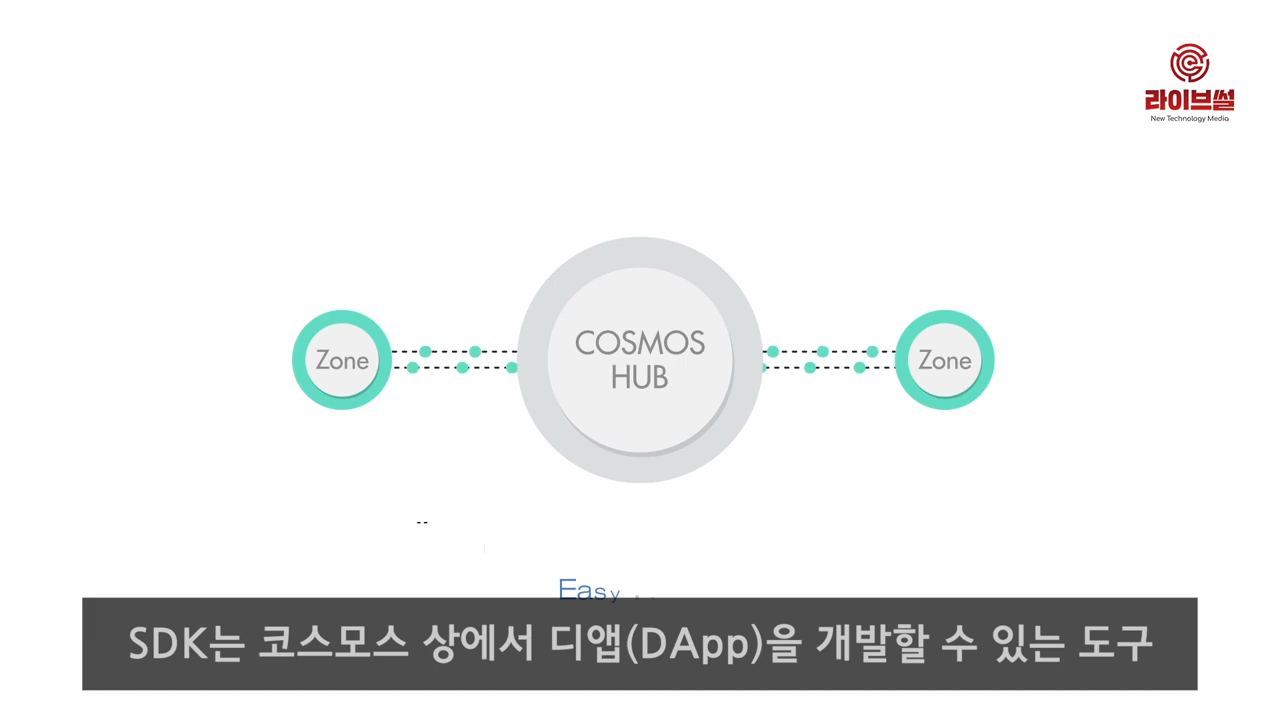 라이브썰
New Technology Media
Zone
COSMOS
HUB
Zone
Easy
SDK는 코스모스 상에서 디앱(DApp)을 개발할 수 있는 도구